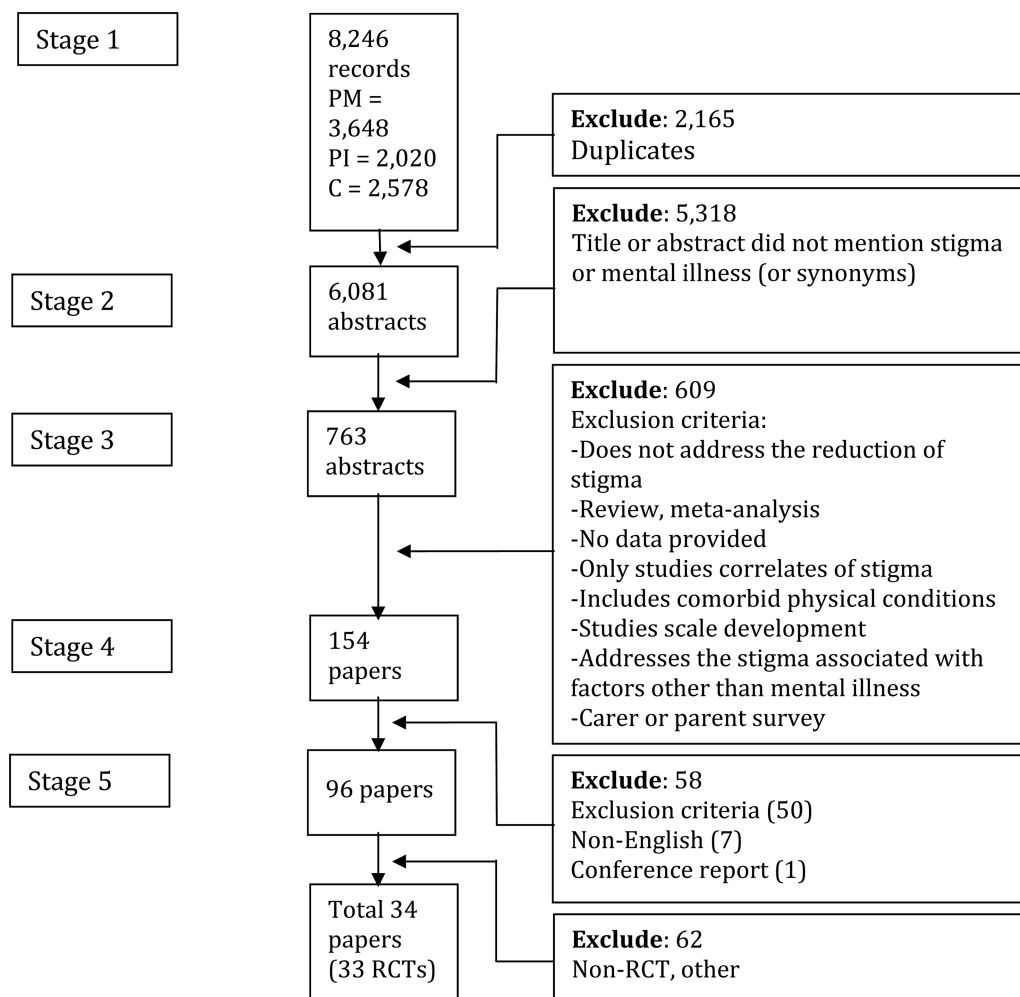 Stage 1
8,246
records
PM =
3,648
PI = 2,020
C = 2,578
Exclude: 2,165
Duplicates
Exclude: 5,318
Title or abstract did not mention stigma
or mental illness (or synonyms)
Stage 2
6,081
abstracts
Stage 3
763
abstracts
Exclude: 609
Exclusion criteria:
-Does not address the reduction of
stigma
-Review, meta-analysis
-No data provided
-Only studies correlates of stigma
-Includes comorbid physical conditions
-Studies scale development
-Addresses the stigma associated with
factors other than mental illness
-Carer or parent survey
Stage 4
154
papers
Stage 5
96 papers
Exclude: 58
Exclusion criteria (50)
Non-English (7)
Conference report (1)
Total 34
papers
(33 RCTs)
Exclude: 62
Non-RCT, other